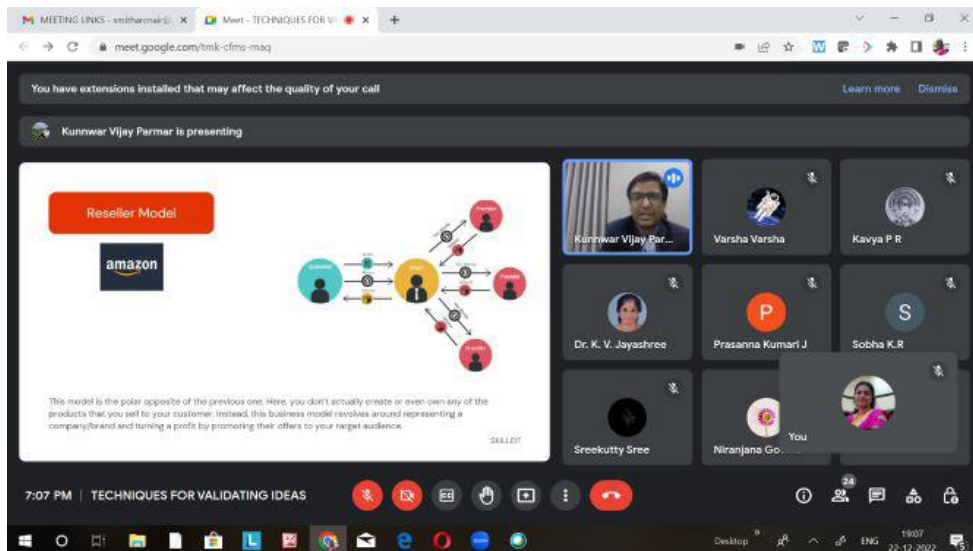 MEETING LINKS - smitharcnair@
Meet - TECHNIQUES FOR V
meet.google.com/tmk-cfms-maq
You have extensions installed that may affect the quality of your call
Learn more
Dismiss
Kunnwar Vijay Parmar is presenting
Reseller Model
amazon
Customer
Provider
Provider
Provider
This model is the polar opposite of the previous one. Here, you don't actually create or even own any of the
products that you sell to your customer. Instead, this business model revolves around representing a
company/brand and turning a profit by promoting their offers to your target audience.
SKILLEIT
Kunnwar Vijay Par...
Varsha Varsha
Kavya P R
Dr. K. V. Jayashree
P
Prasanna Kumari J
S
Sobha K.R
Sreekutty Sree
Niranjana Go
You
7:07 PM | TECHNIQUES FOR VALIDATING IDEAS
24
Desktop
ENG
19:07
22-12-2022